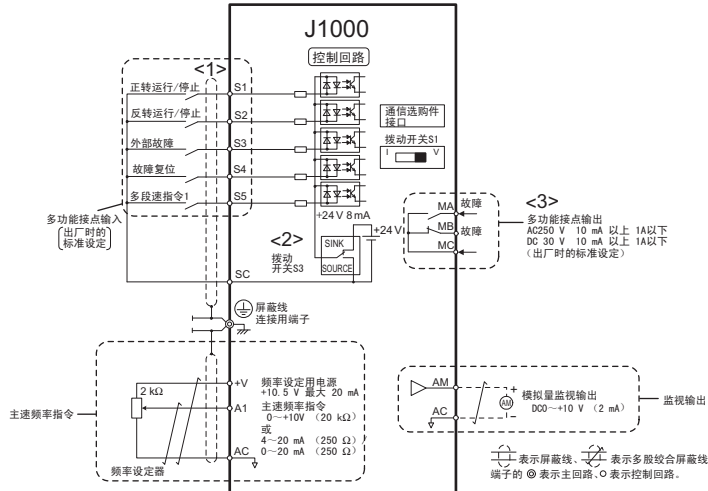 J1000
控制回路
<1>
正转运行/停止
S1
反转运行/停止
S2
外部故障
S3
故障复位
S4
多段速指令1
S5
多功能接点输入
出厂时的
标准设定
通信选购件
接口
拨动开关S1
I V
+24 V 8 mA
<2>
拨动
开关S3
SINK
SOURCE
+24 V
SC
MA
故障
MB
故障
MC
<3>
多功能接点输出
AC250 V 10 mA 以上 1A以下
DC 30 V 10 mA 以上 1A以下
(出厂时的标准设定)
屏蔽线
连接用端子
主速频率指令
2 kΩ
频率设定器
+V
频率设定用电源
+10.5 V 最大 20 mA
A1
主速频率指令
0~+10V (20 kΩ)
或
4~20 mA (250 Ω)
0~20 mA (250 Ω)
AC
AM
+
AM
模拟量监视输出
DC0~+10 V (2 mA)
AC
−
监视输出
表示屏蔽线、 表示多股绞合屏蔽线
端子的 ◎ 表示主回路、○ 表示控制回路。